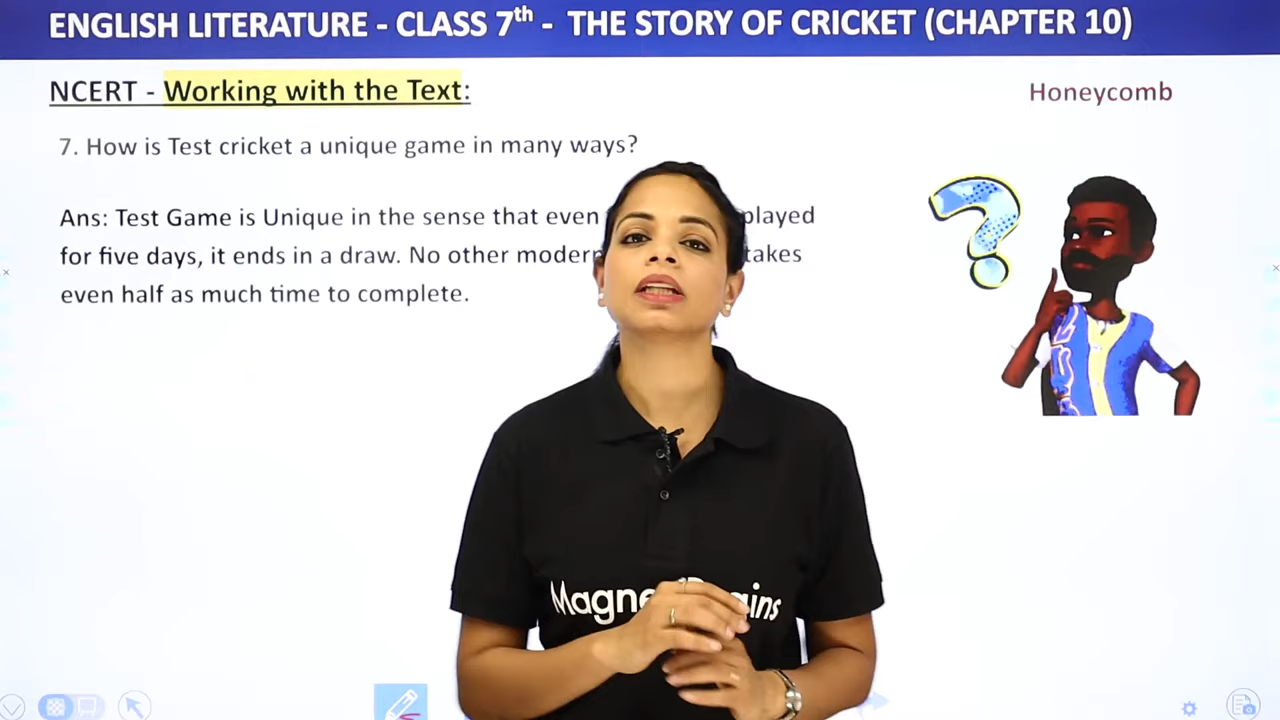 ENGLISH LITERATURE - CLASS 7th - THE STORY OF CRICKET (CHAPTER 10)
NCERT - Working with the Text:
Honeycomb
7. How is Test cricket a unique game in many ways?
Ans: Test Game is Unique in the sense that even played
for five days, it ends in a draw. No other modern takes
even half as much time to complete.